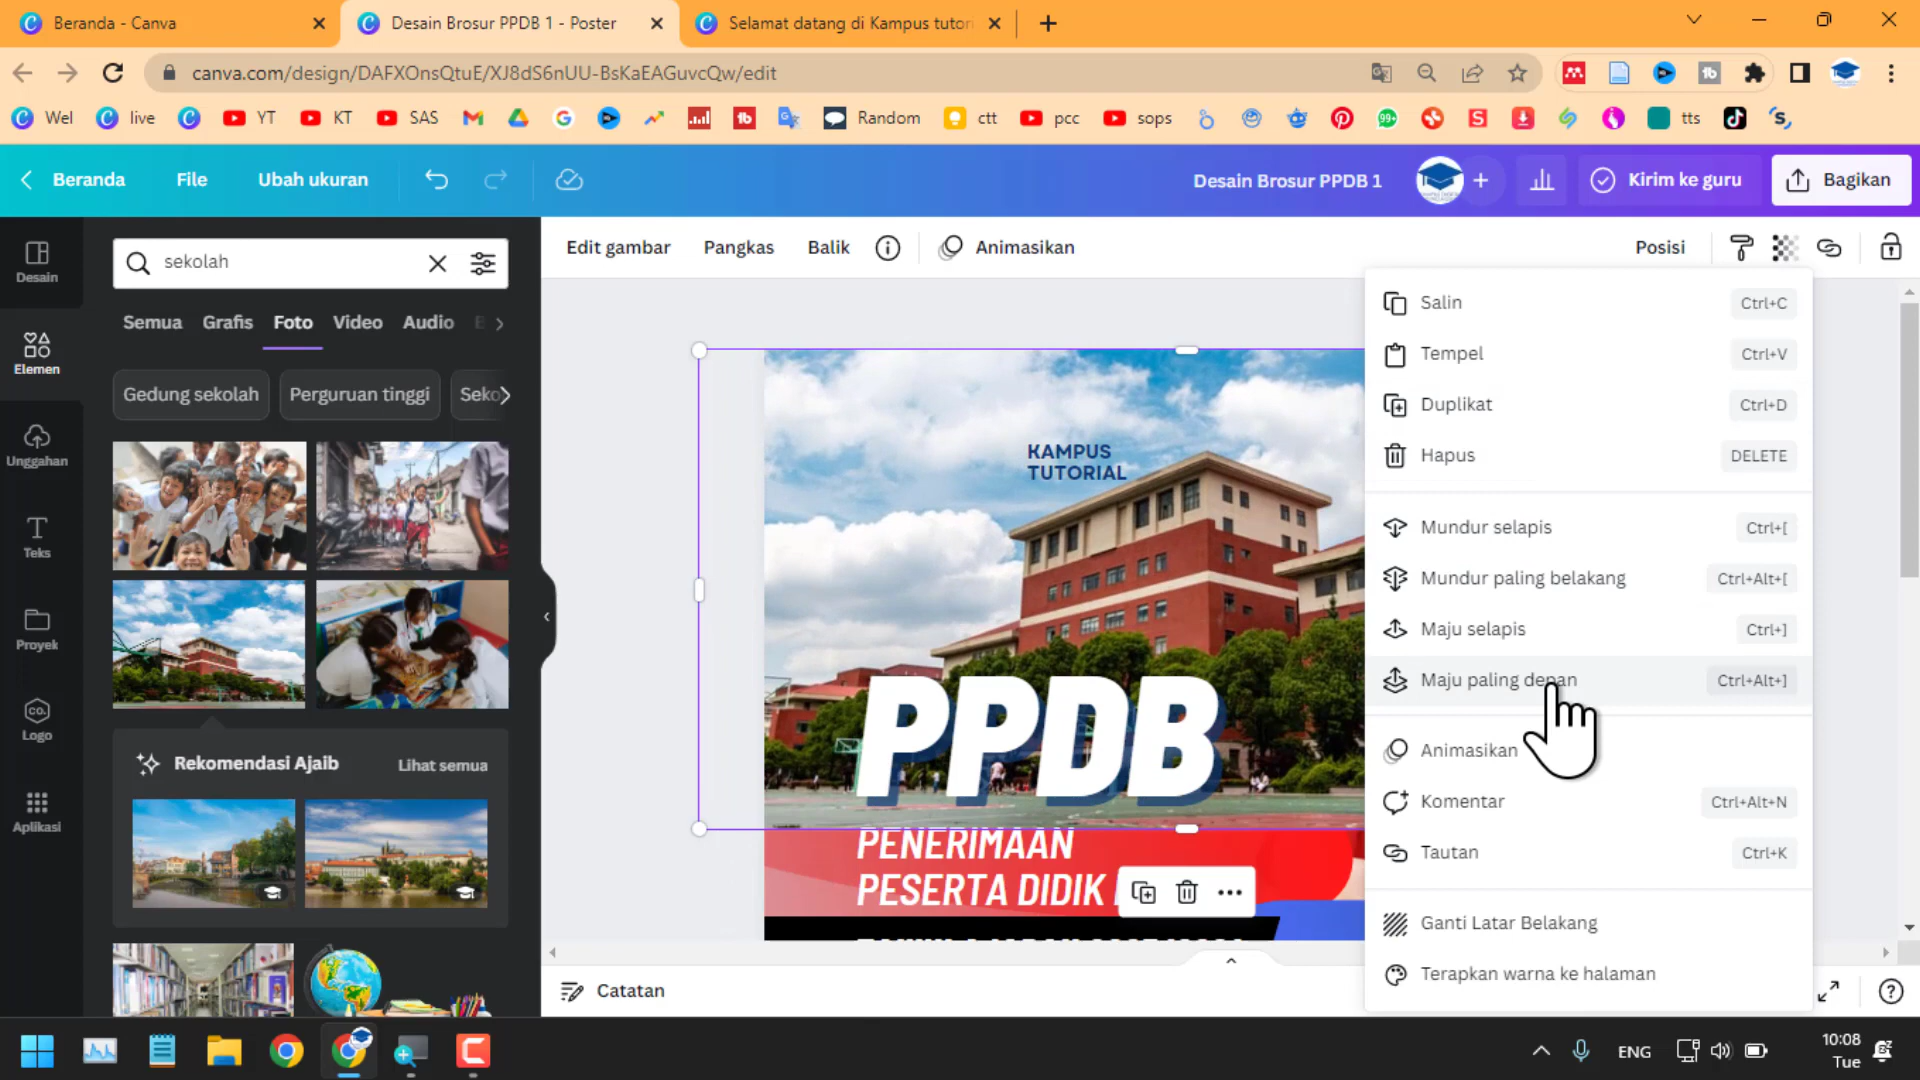 Beranda - Canva
Desain Brosur PPDB 1 - Poster
Selamat datang di Kampus tutor
canva.com/design/DAFXOnsQtuE/XJ8dS6nUU-BsKaEAGuvcQw/edit
Wel
live
YT
KT
SAS
Random
ctt
pcc
sops
99+
tts
Beranda
File
Ubah ukuran
Desain Brosur PPDB 1
Kirim ke guru
Bagikan
Desain
Elemen
Unggahan
Teks
Proyek
Logo
Aplikasi
sekolah
Semua
Grafis
Foto
Video
Audio
Gedung sekolah
Perguruan tinggi
Seko
Rekomendasi Ajaib
Lihat semua
Edit gambar
Pangkas
Balik
Animasikan
Posisi
KAMPUS
TUTORIAL
PPDB
PENERIMAAN
PESERTA DIDIK
Salin Ctrl+C
Tempel Ctrl+V
Duplikat Ctrl+D
Hapus DELETE
Mundur selapis Ctrl+[
Mundur paling belakang Ctrl+Alt+[
Maju selapis Ctrl+]
Maju paling depan Ctrl+Alt+]
Animasikan
Komentar Ctrl+Alt+N
Tautan Ctrl+K
Ganti Latar Belakang
Terapkan warna ke halaman
Catatan
ENG
10:08
Tue